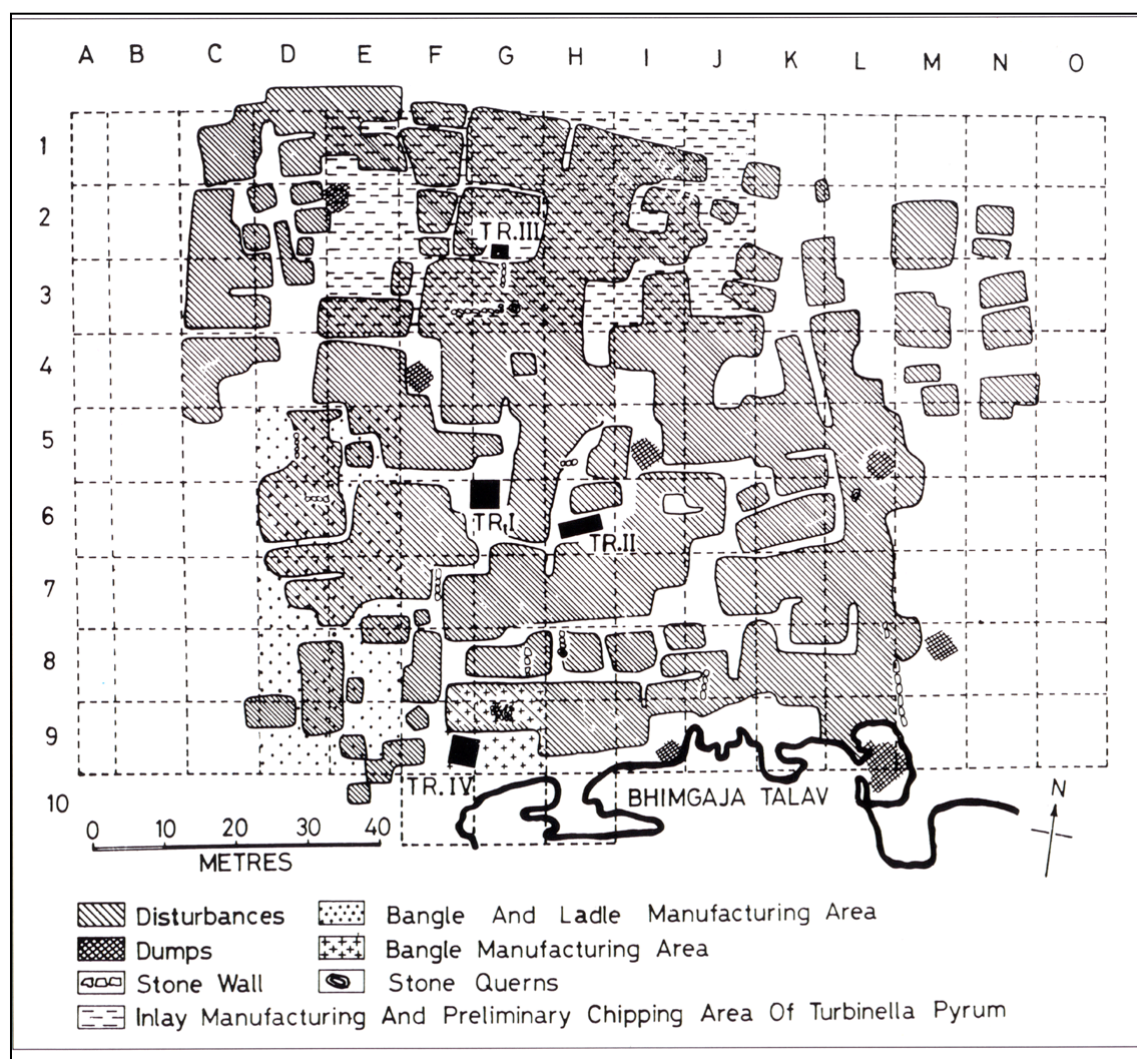 A B C D E F G H I J K L M N O
1
2
TR.III
3
4
5
6
TR.I
TR.II
7
8
9
TR.IV
BHIMGAJA TALAV
N
10
0 10 20 30 40
METRES
Disturbances
Bangle And Ladle Manufacturing Area
Dumps
Bangle Manufacturing Area
Stone Wall
Stone Querns
Inlay Manufacturing And Preliminary Chipping Area Of Turbinella Pyrum